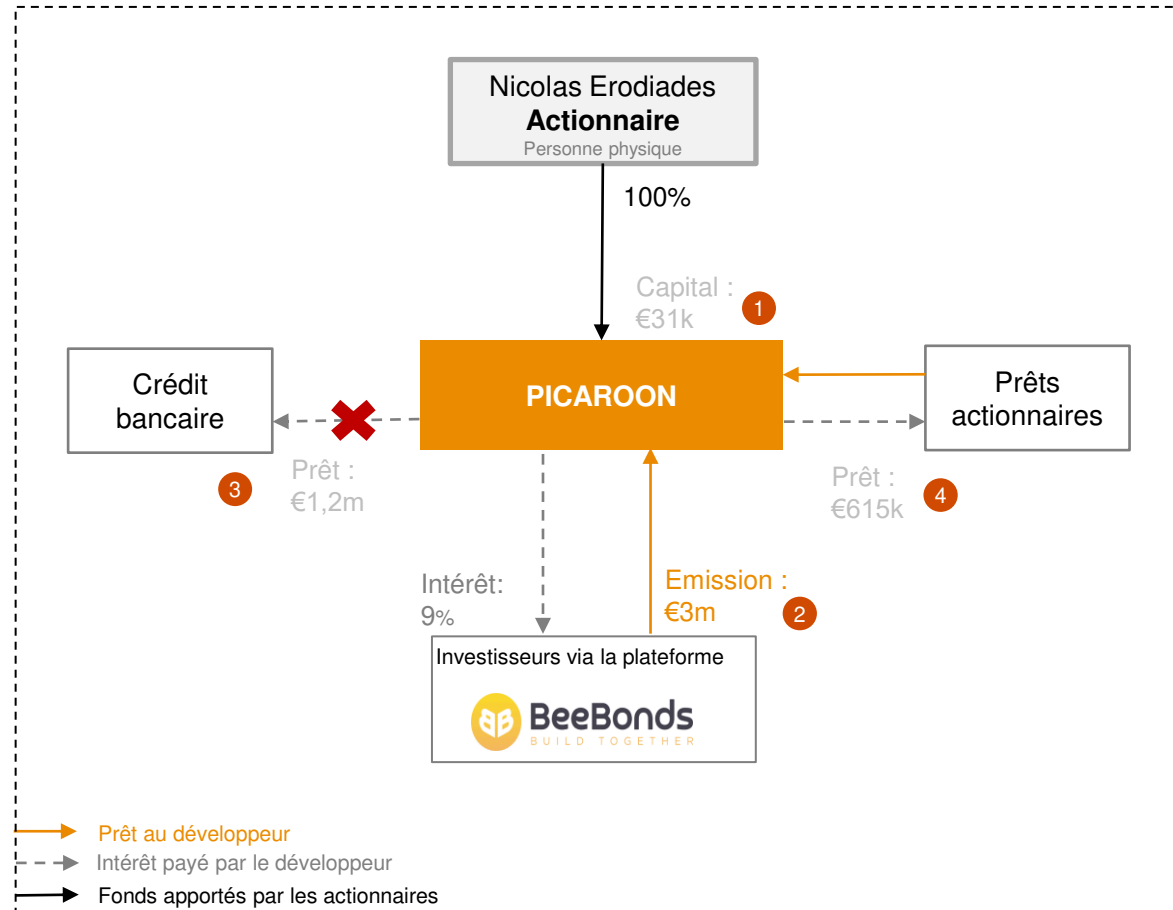 Nicolas Erodiades
Actionnaire
Personne physique
100%
Capital :
€31k
1
Crédit
bancaire
PICAROON
Prêts
actionnaires
3
Prêt :
€1,2m
Prêt :
€615k
4
Intérêt:
9%
Emission :
€3m
2
Investisseurs via la plateforme
BB
BeeBonds
BUILD TOGETHER
Prêt au développeur
Intérêt payé par le développeur
Fonds apportés par les actionnaires